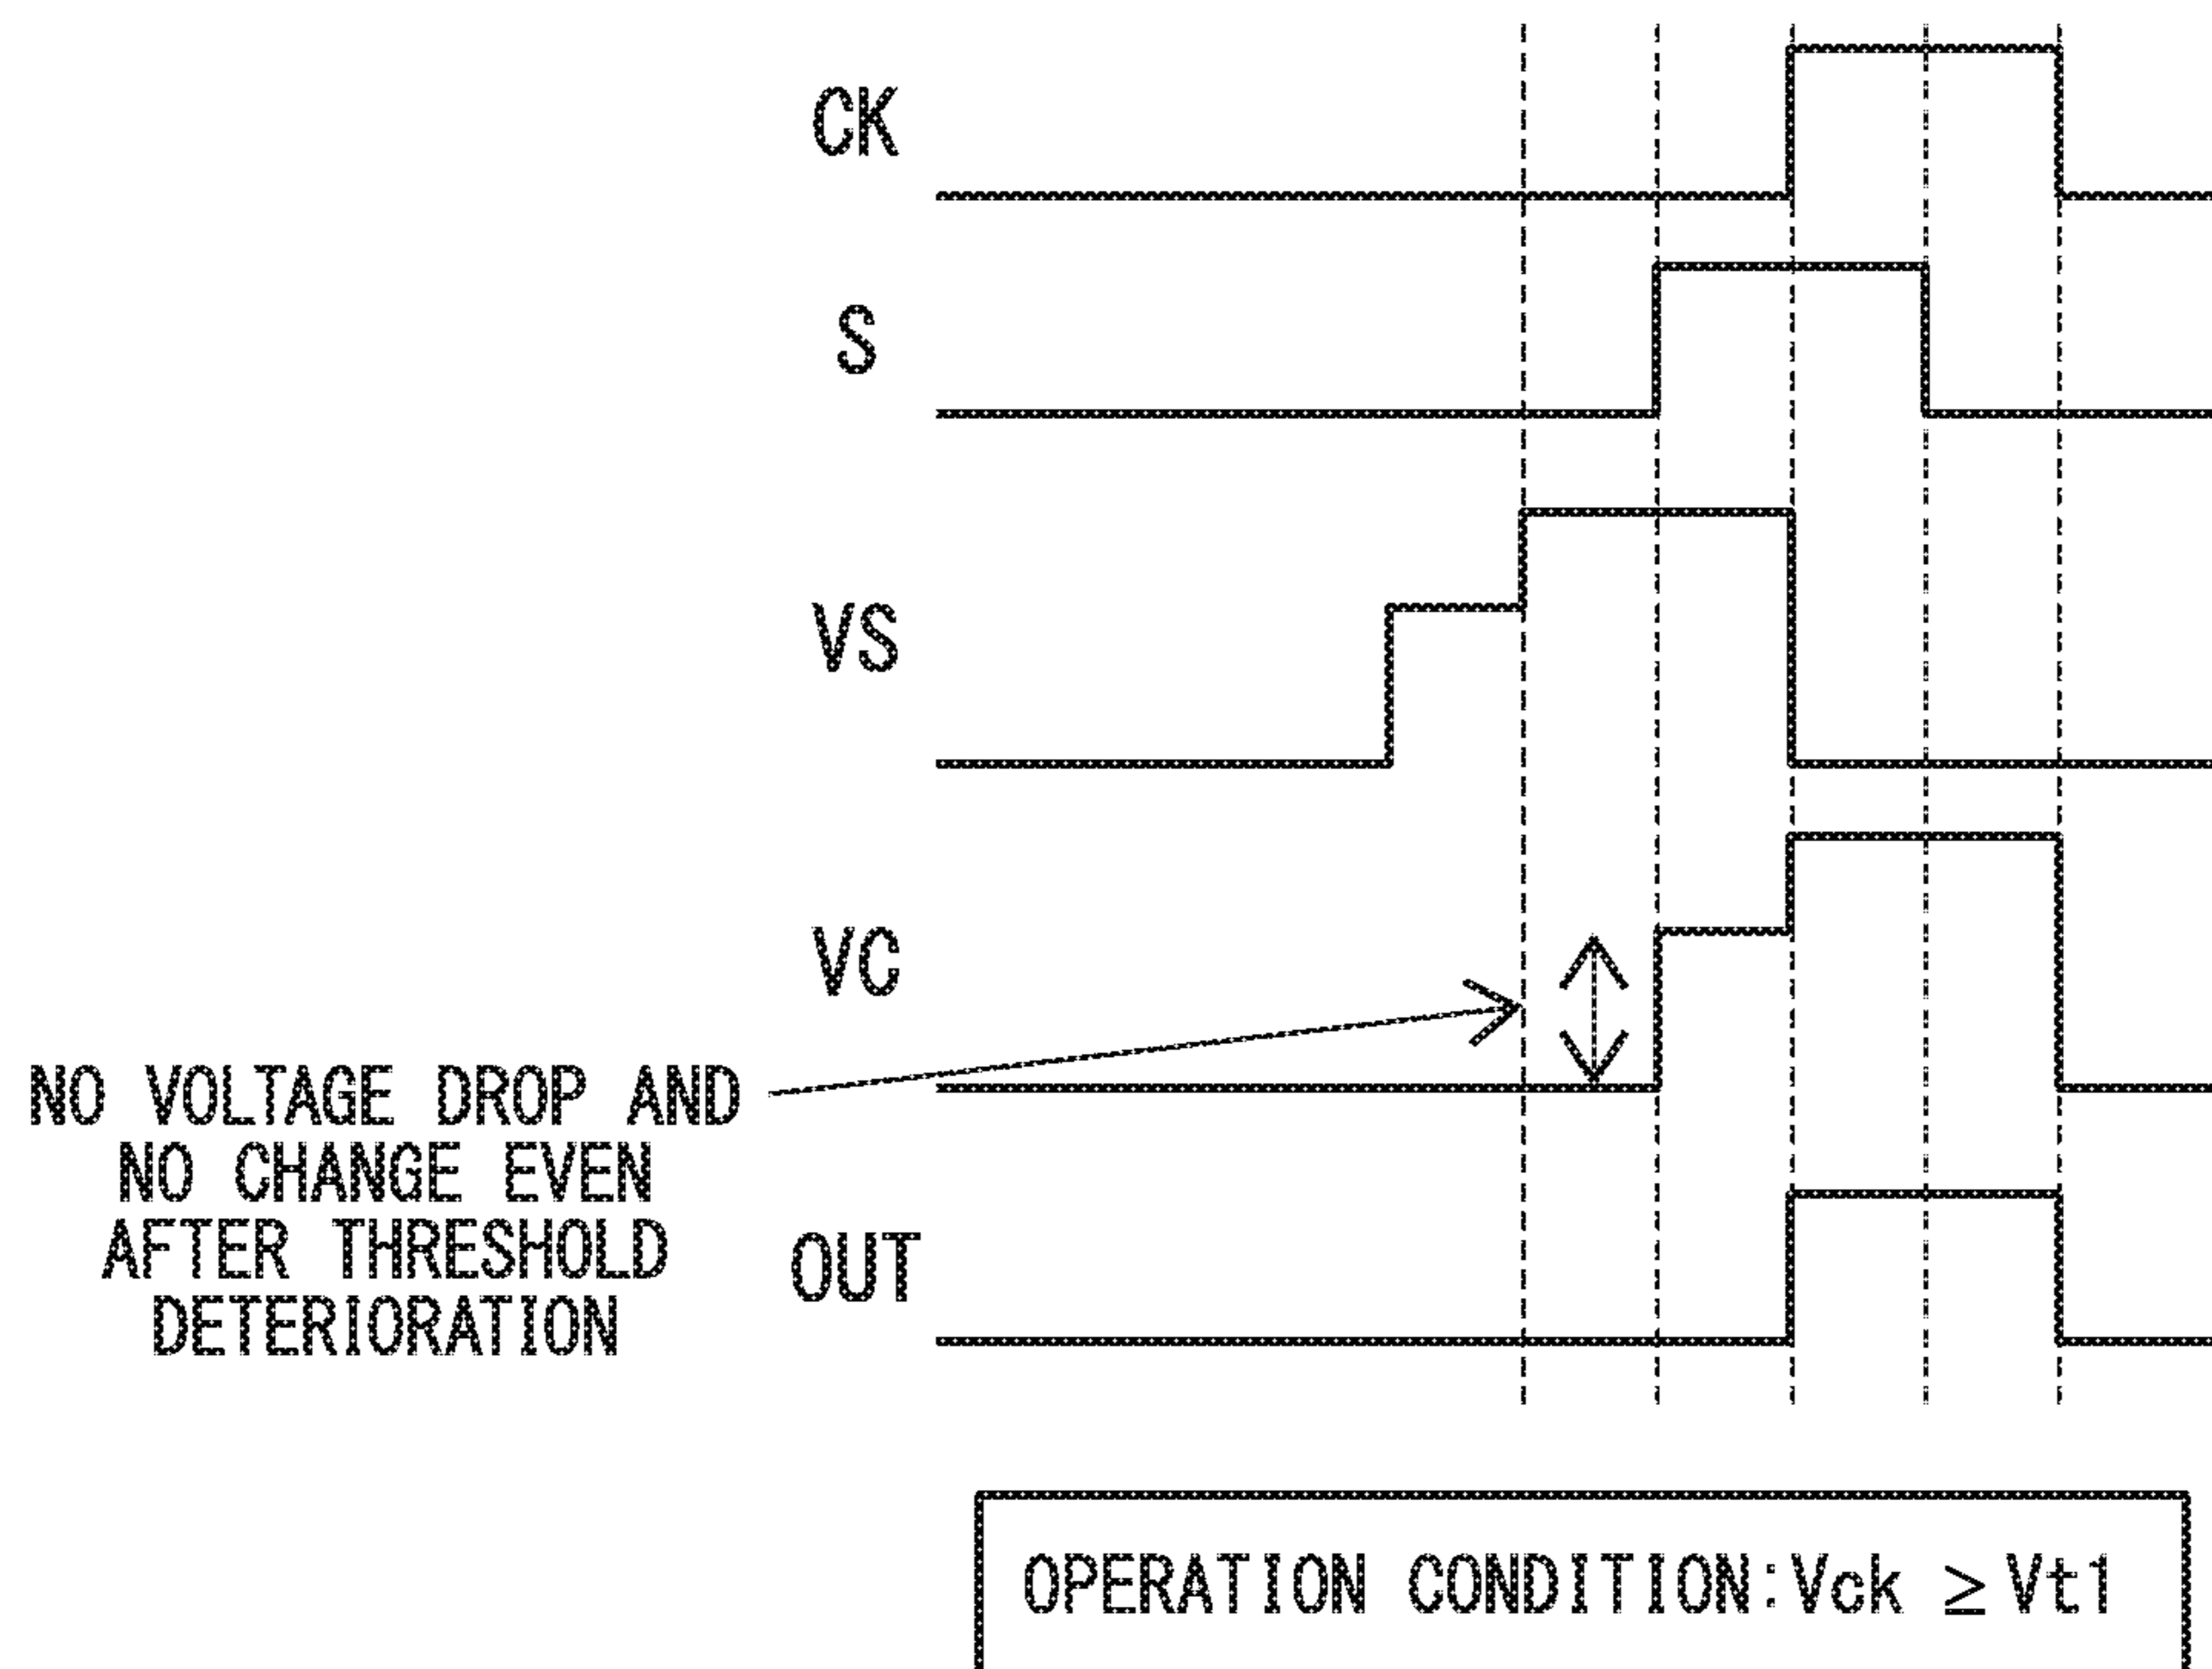 CK
S
VS
VC
NO VOLTAGE DROP AND
NO CHANGE EVEN
AFTER THRESHOLD
DETERIORATION
OUT
OPERATION CONDITION:Vck ≥ Vt1